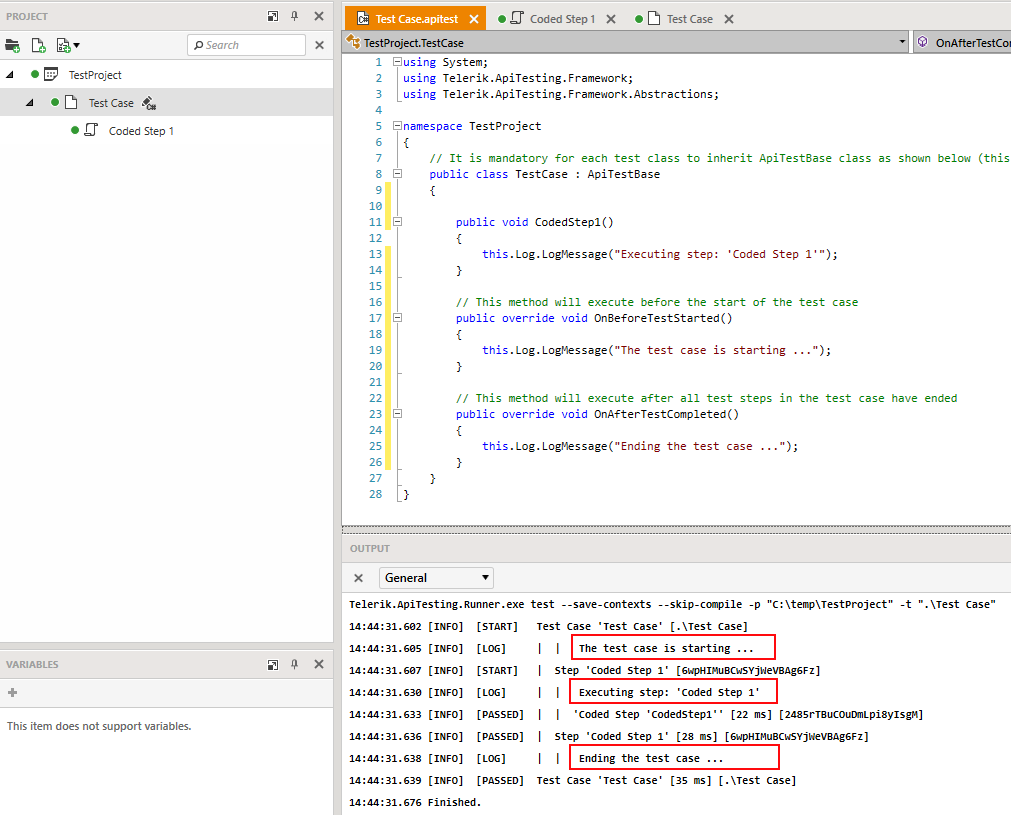 PROJECT
Search
TestProject
Test Case
Coded Step 1
VARIABLES
This item does not support variables.
Test Case.apitest
Coded Step 1
Test Case
TestProject.TestCase
OnAfterTestCo
1 using System;
2 using Telerik.ApiTesting.Framework;
3 using Telerik.ApiTesting.Framework.Abstractions;
4
5 namespace TestProject
6 {
7 // It is mandatory for each test class to inherit ApiTestBase class as shown below (this
8 public class TestCase : ApiTestBase
9 {
10
11 public void CodedStep1()
12 {
13 this.Log.LogMessage("Executing step: 'Coded Step 1'");
14 }
15
16 // This method will execute before the start of the test case
17 public override void OnBeforeTestStarted()
18 {
19 this.Log.LogMessage("The test case is starting ...");
20 }
21
22 // This method will execute after all test steps in the test case have ended
23 public override void OnAfterTestCompleted()
24 {
25 this.Log.LogMessage("Ending the test case ...");
26 }
27 }
28 }
OUTPUT
General
Telerik.ApiTesting.Runner.exe test --save-contexts --skip-compile -p "C:\temp\TestProject" -t ".\Test Case"
14:44:31.602 [INFO] [START] Test Case 'Test Case' [.\Test Case]
14:44:31.605 [INFO] [LOG] | | The test case is starting ...
14:44:31.607 [INFO] [START] | Step 'Coded Step 1' [6wpHIMuBCwSYjWeVBAg6Fz]
14:44:31.630 [INFO] [LOG] | | Executing step: 'Coded Step 1'
14:44:31.633 [INFO] [PASSED] | | 'Coded Step 'CodedStep1'' [22 ms] [2485rTBuCOuDmLpi8yIsgM]
14:44:31.636 [INFO] [PASSED] | Step 'Coded Step 1' [28 ms] [6wpHIMuBCwSYjWeVBAg6Fz]
14:44:31.638 [INFO] [LOG] | | Ending the test case ...
14:44:31.639 [INFO] [PASSED] Test Case 'Test Case' [35 ms] [.\Test Case]
14:44:31.676 Finished.